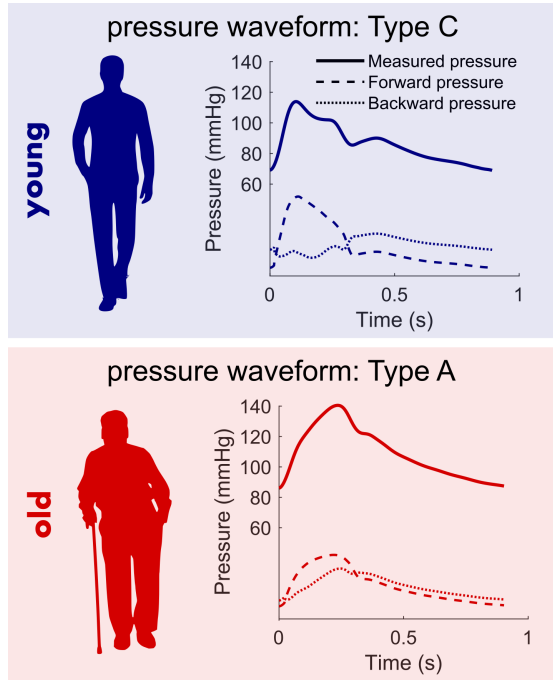 pressure waveform: Type C
young
Pressure (mmHg)
140
120
100
80
60
Measured pressure
Forward pressure
Backward pressure
0
0.5
1
Time (s)
pressure waveform: Type A
old
Pressure (mmHg)
140
120
100
80
60
0
0.5
1
Time (s)